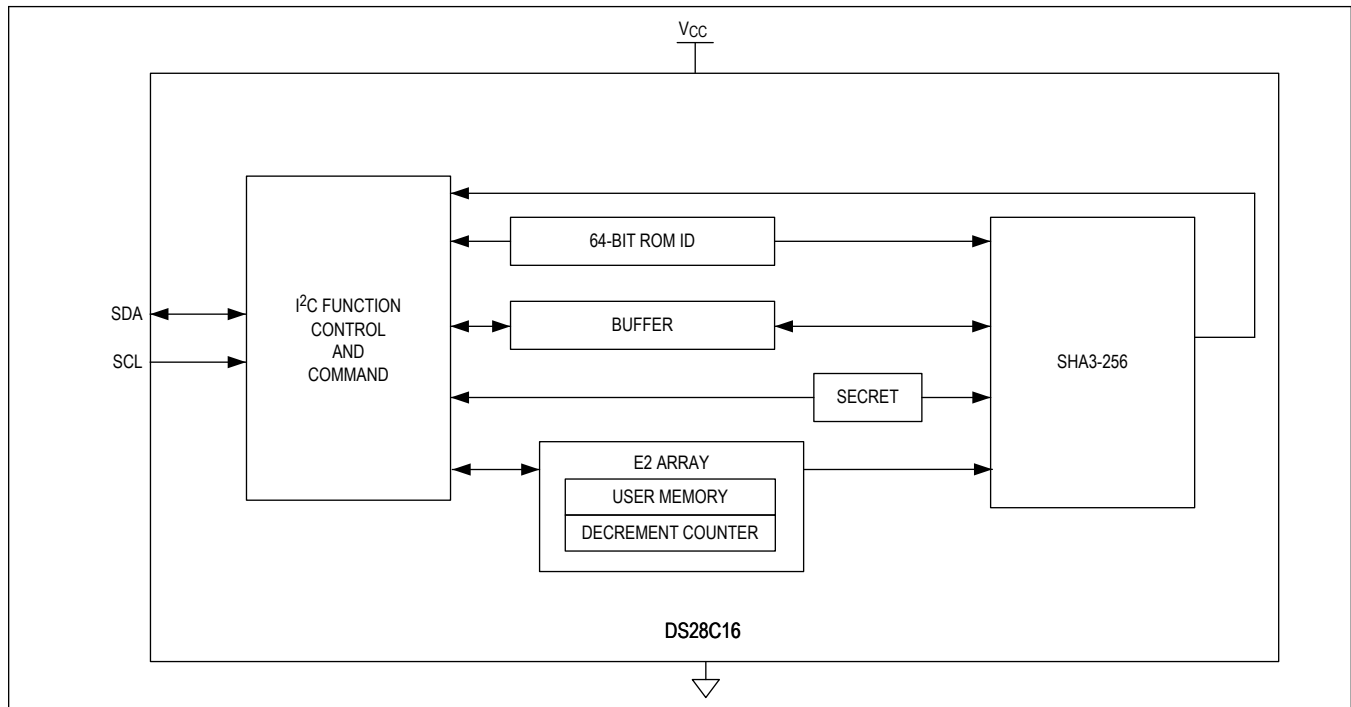 VCC
64-BIT ROM ID
SDA
SCL
I2C FUNCTION
CONTROL
AND
COMMAND
BUFFER
SHA3-256
SECRET
E2 ARRAY
USER MEMORY
DECREMENT COUNTER
DS28C16